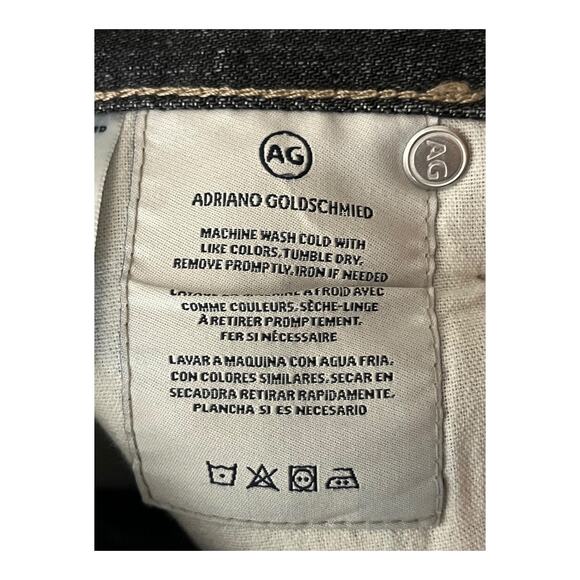 AG
AG
ADRIANO GOLDSCHMIED
MACHINE WASH COLD WITH
LIKE COLORS, TUMBLE DRY.
REMOVE PROMPTLY, IRON IF NEEDED
A FROID AVEC
COMME COULEURS. SÈCHE-LINGE
À RETIRER PROMPTEMENT.
FER SI NÉCESSAIRE
LAVAR A MAQUINA CON AGUA FRIA.
CON COLORES SIMILARES. SECAR EN
SECADORA RETIRAR RAPIDAMENTE.
PLANCHA SI ES NECESARIO